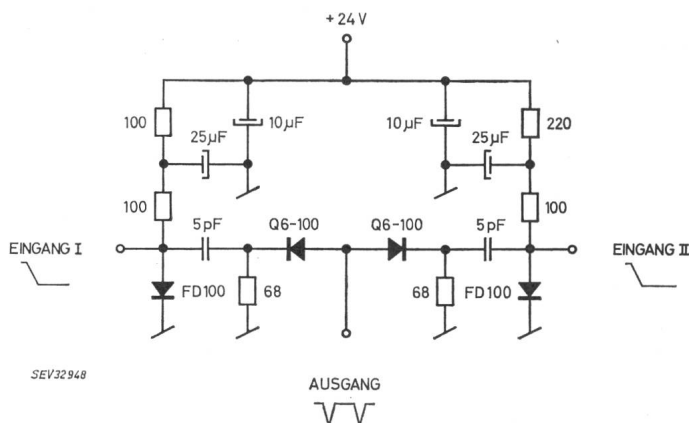 +24V
100
10µF
10µF
220
25µF
25µF
100
100
5pF
Q6-100
Q6-100
5pF
EINGANG I
EINGANG II
FD100
68
68
FD100
SEV32948
AUSGANG